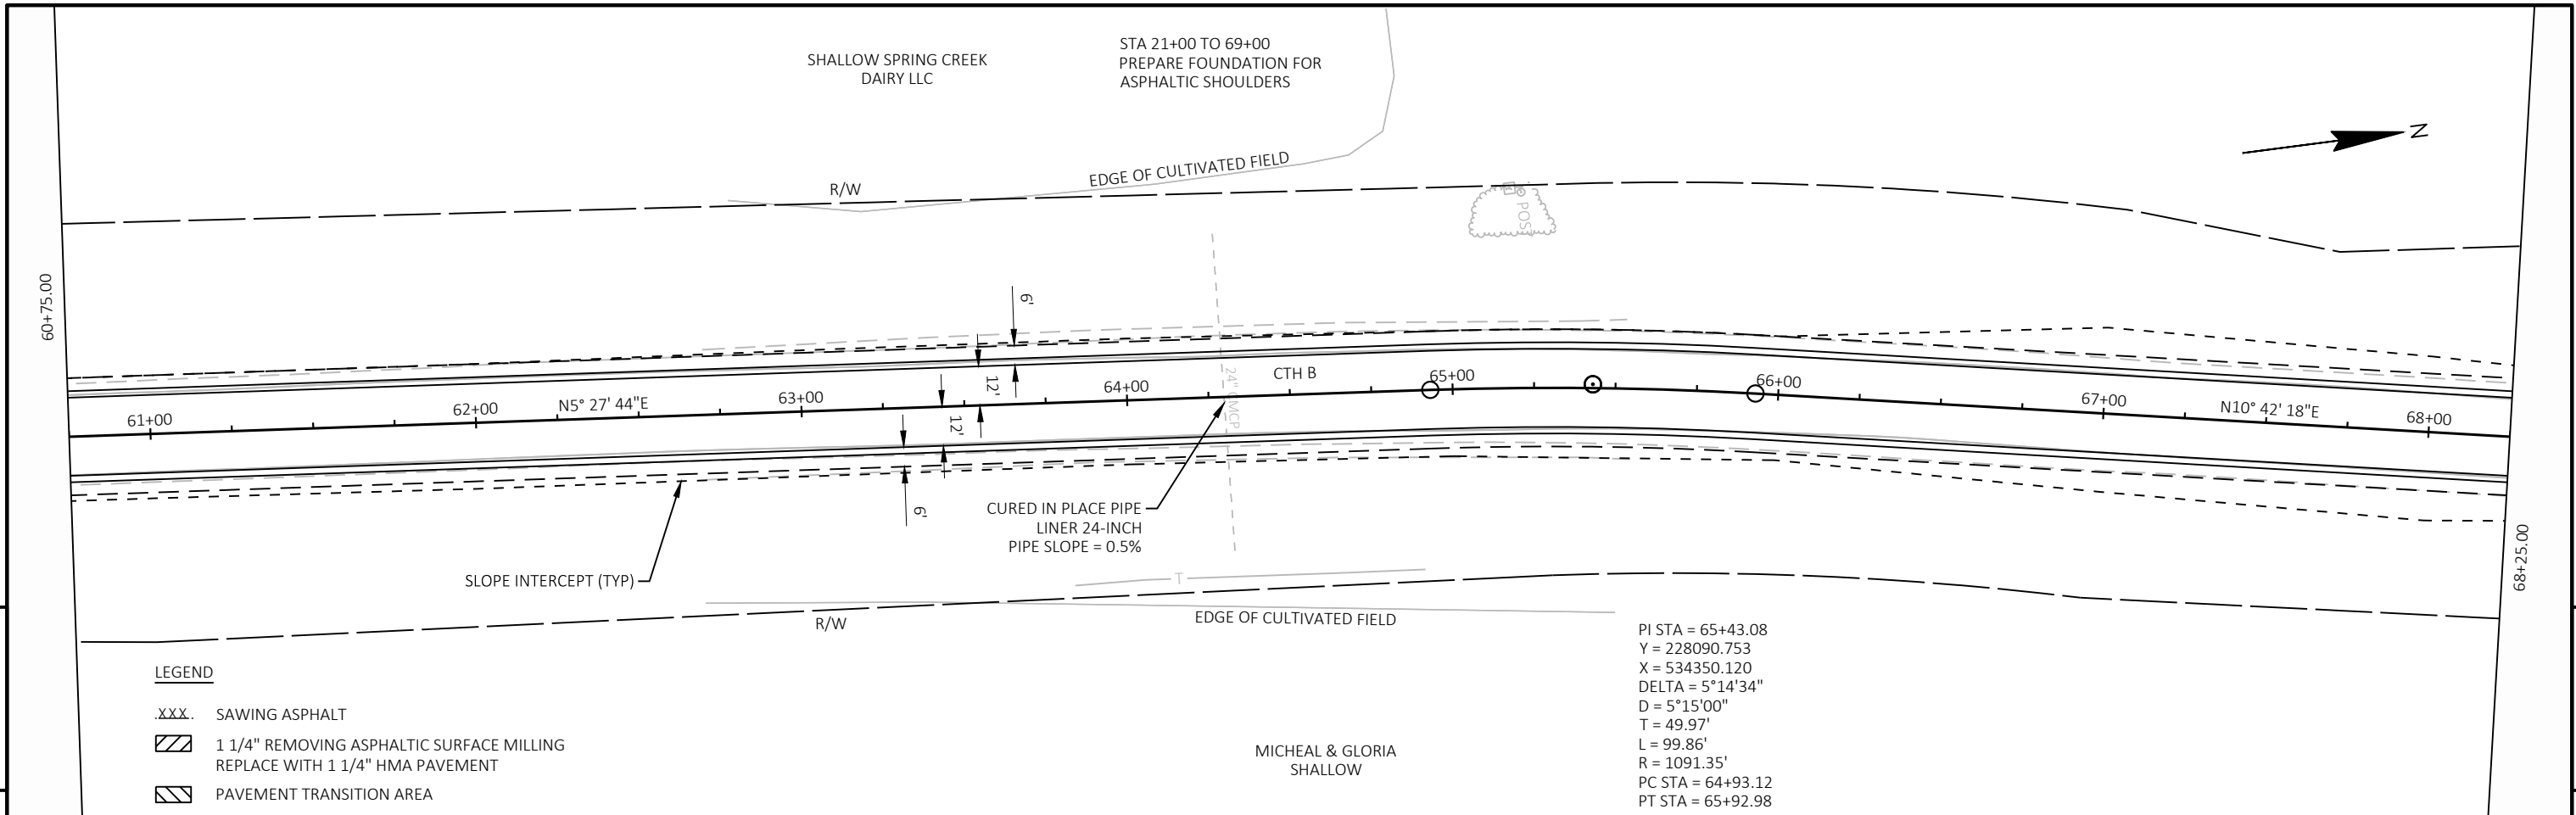 SHALLOW SPRING CREEK
DAIRY LLC
STA 21+00 TO 69+00
PREPARE FOUNDATION FOR
ASPHALTIC SHOULDERS
N
R/W
EDGE OF CULTIVATED FIELD
POST
60+75.00
6'
12'
12'
6'
24" CMCP
CTH B
61+00
62+00
N5° 27' 44"E
63+00
64+00
65+00
66+00
67+00
N10° 42' 18"E
68+00
68+25.00
CURED IN PLACE PIPE
LINER 24-INCH
PIPE SLOPE = 0.5%
SLOPE INTERCEPT (TYP)
T
R/W
EDGE OF CULTIVATED FIELD
LEGEND
XXX SAWING ASPHALT
1 1/4" REMOVING ASPHALTIC SURFACE MILLING
REPLACE WITH 1 1/4" HMA PAVEMENT
PAVEMENT TRANSITION AREA
MICHEAL & GLORIA
SHALLOW
PI STA = 65+43.08
Y = 228090.753
X = 534350.120
DELTA = 5°14'34"
D = 5°15'00"
T = 49.97'
L = 99.86'
R = 1091.35'
PC STA = 64+93.12
PT STA = 65+92.98